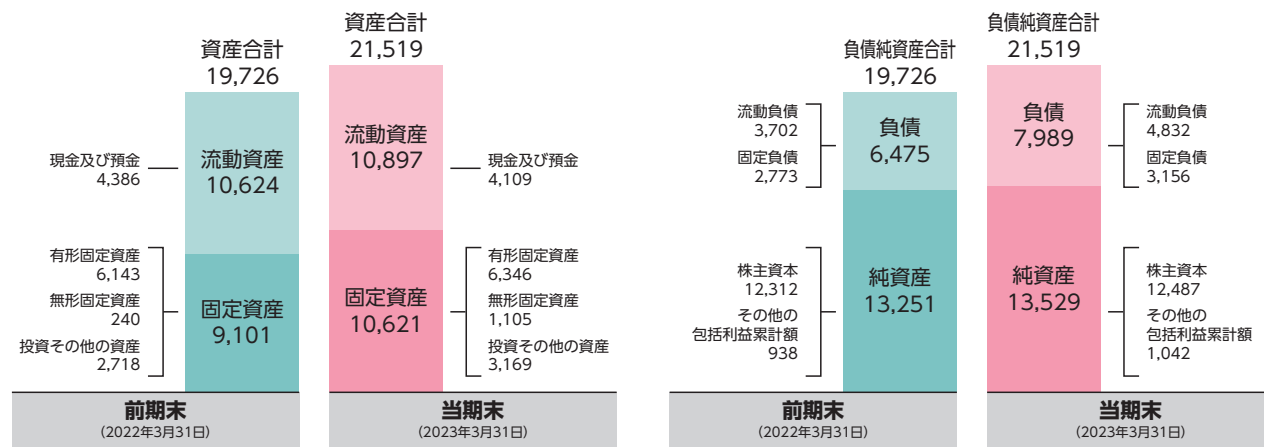 資産合計
19,726
流動資産
10,624
現金及び預金
4,386
有形固定資産
6,143
無形固定資産
240
投資その他の資産
2,718
固定資産
9,101
前期末
(2022年3月31日)
資産合計
21,519
流動資産
10,897
現金及び預金
4,109
固定資産
10,621
有形固定資産
6,346
無形固定資産
1,105
投資その他の資産
3,169
当期末
(2023年3月31日)
負債純資産合計
19,726
流動負債
3,702
固定負債
2,773
負債
6,475
株主資本
12,312
その他の
包括利益累計額
938
純資産
13,251
前期末
(2022年3月31日)
負債純資産合計
21,519
負債
7,989
流動負債
4,832
固定負債
3,156
純資産
13,529
株主資本
12,487
その他の
包括利益累計額
1,042
当期末
(2023年3月31日)